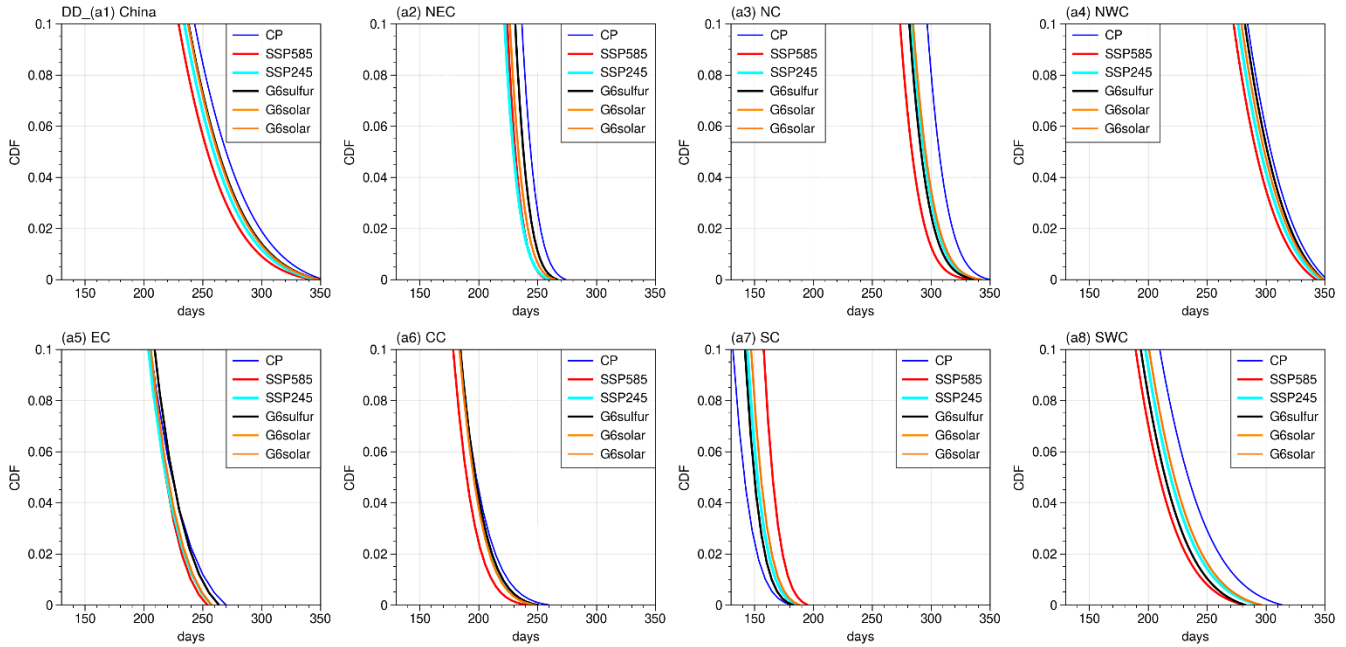 DD_(a1) China
CDF
0.1
0.08
0.06
0.04
0.02
0
CP
SSP585
SSP245
G6sulfur
G6solar
G6solar
150 200 250 300 350
days
(a2) NEC
CDF
0.1
0.08
0.06
0.04
0.02
0
CP
SSP585
SSP245
G6sulfur
G6solar
G6solar
150 200 250 300 350
days
(a3) NC
CDF
0.1
0.08
0.06
0.04
0.02
0
CP
SSP585
SSP245
G6sulfur
G6solar
G6solar
150 200 250 300 350
days
(a4) NWC
CDF
0.1
0.08
0.06
0.04
0.02
0
CP
SSP585
SSP245
G6sulfur
G6solar
G6solar
150 200 250 300 350
days
(a5) EC
CDF
0.1
0.08
0.06
0.04
0.02
0
CP
SSP585
SSP245
G6sulfur
G6solar
G6solar
150 200 250 300 350
days
(a6) CC
CDF
0.1
0.08
0.06
0.04
0.02
0
CP
SSP585
SSP245
G6sulfur
G6solar
G6solar
150 200 250 300 350
days
(a7) SC
CDF
0.1
0.08
0.06
0.04
0.02
0
CP
SSP585
SSP245
G6sulfur
G6solar
G6solar
150 200 250 300 350
days
(a8) SWC
CDF
0.1
0.08
0.06
0.04
0.02
0
CP
SSP585
SSP245
G6sulfur
G6solar
G6solar
150 200 250 300 350
days